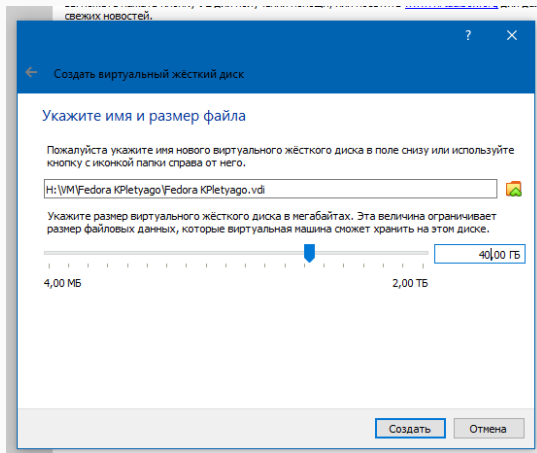 свежих новостей.
?
Создать виртуальный жёсткий диск
Укажите имя и размер файла
Пожалуйста укажите имя нового виртуального жёсткого диска в поле снизу или используйте
кнопку с иконкой папки справа от него.
H:\VM\Fedora KPletyago\Fedora KPletyago.vdi
Укажите размер виртуального жёсткого диска в мегабайтах. Эта величина ограничивает
размер файловых данных, которые виртуальная машина сможет хранить на этом диске.
40,00 ГБ
4,00 МБ 2,00 ТБ
Создать Отмена